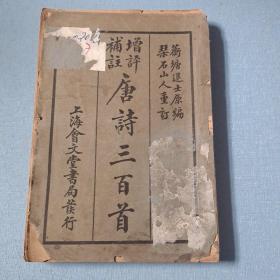 蘅塘退士原編
琹石山人重訂
增評
補註
唐詩三百首
上海會文堂書局發行